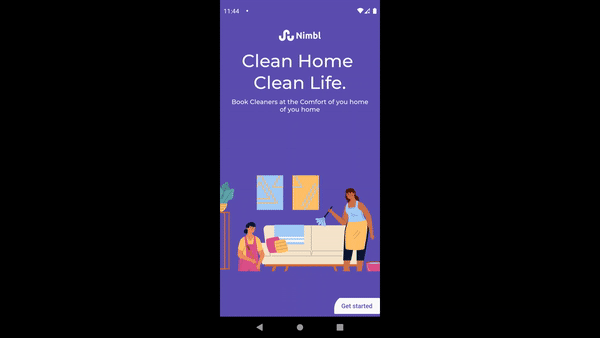 11:44
Nimbl
Clean Home
Clean Life.
Book Cleaners at the Comfort of you home
of you home
Get started